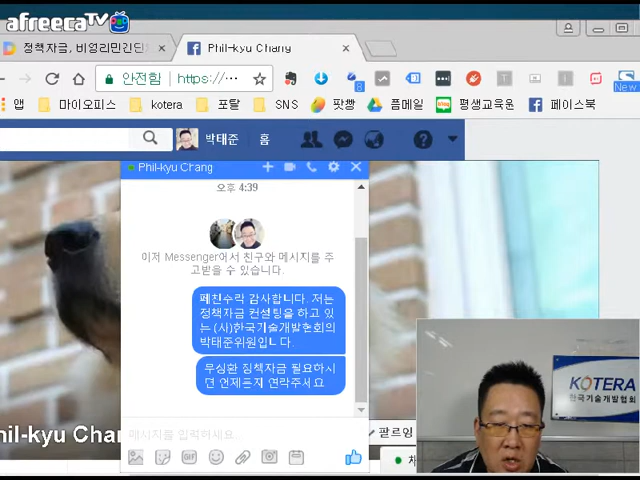 afreecaTV
정책자금, 비영리민간단
Phil-kyu Chang
안전함
https://...
8
New
앱
마이오피스
kotera
포탈
SNS
팟빵
플메일
평생교육원
페이스북
박태준
홈
Phil-kyu Chang
오후 4:39
이제 Messenger에서 친구와 메시지를 주
고받을 수 있습니다.
페친수락 감사합니다. 저는
정책자금 컨설팅을 하고 있
는 (사)한국기술개발협회의
박태준위원입니다.
무상환 정책자금 필요하시
면 언제든지 연락주세요
메시지를 입력하세요.
GIF
hil-kyu Chan
팔로잉
KOTERA
한국기술개발협회